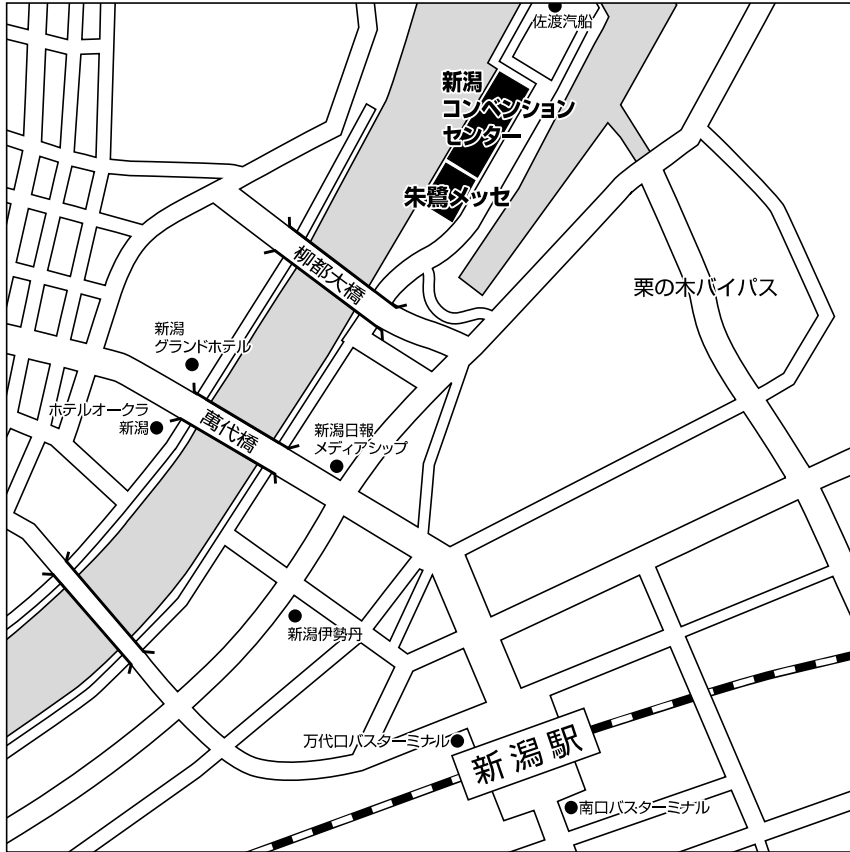 佐渡汽船
新潟
コンベンション
センター
朱鷺メッセ
柳都大橋
栗の木バイパス
新潟
グランドホテル
ホテルオークラ
新潟
萬代橋
新潟日報
メディアシップ
新潟伊勢丹
万代口バスターミナル
新潟駅
南口バスターミナル